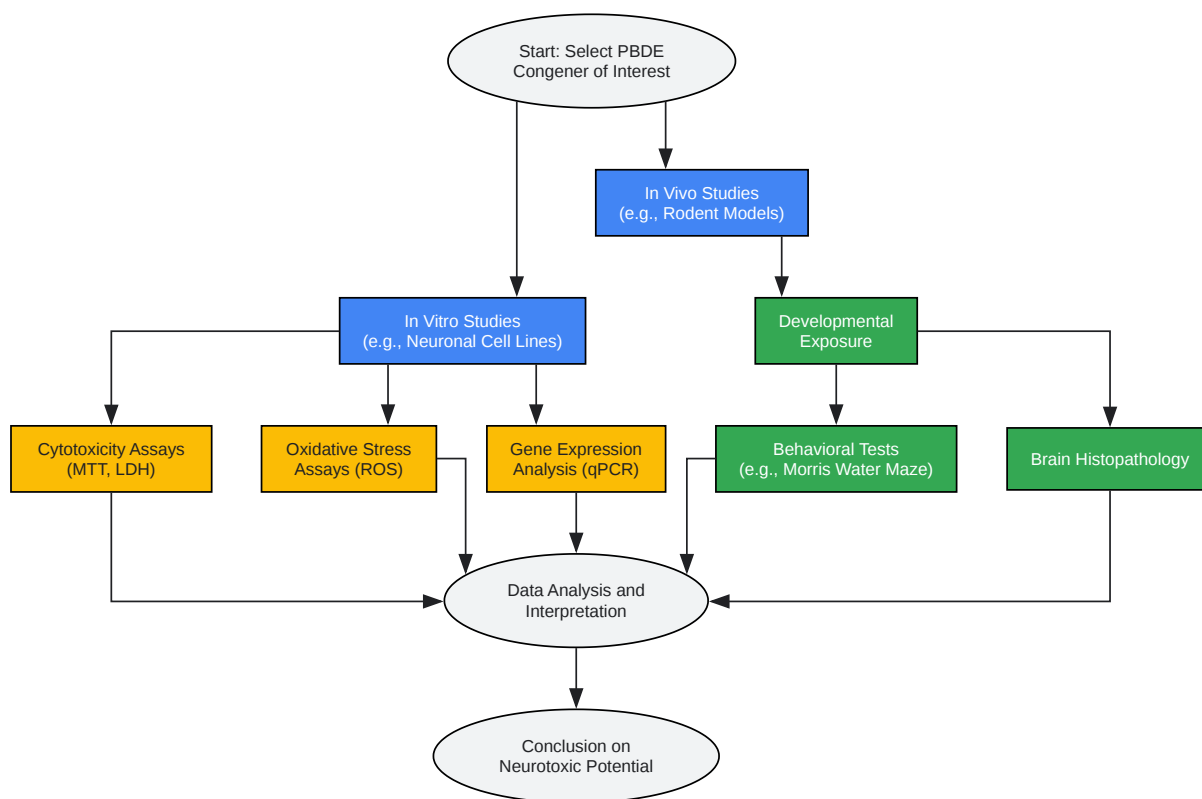 Start: Select PBDE
Congener of Interest
In Vivo Studies
(e.g., Rodent Models)
In Vitro Studies
(e.g., Neuronal Cell Lines)
Developmental
Exposure
Cytotoxicity Assays
(MTT, LDH)
Oxidative Stress
Assays (ROS)
Gene Expression
Analysis (qPCR)
Behavioral Tests
(e.g., Morris Water Maze)
Brain Histopathology
Data Analysis and
Interpretation
Conclusion on
Neurotoxic Potential